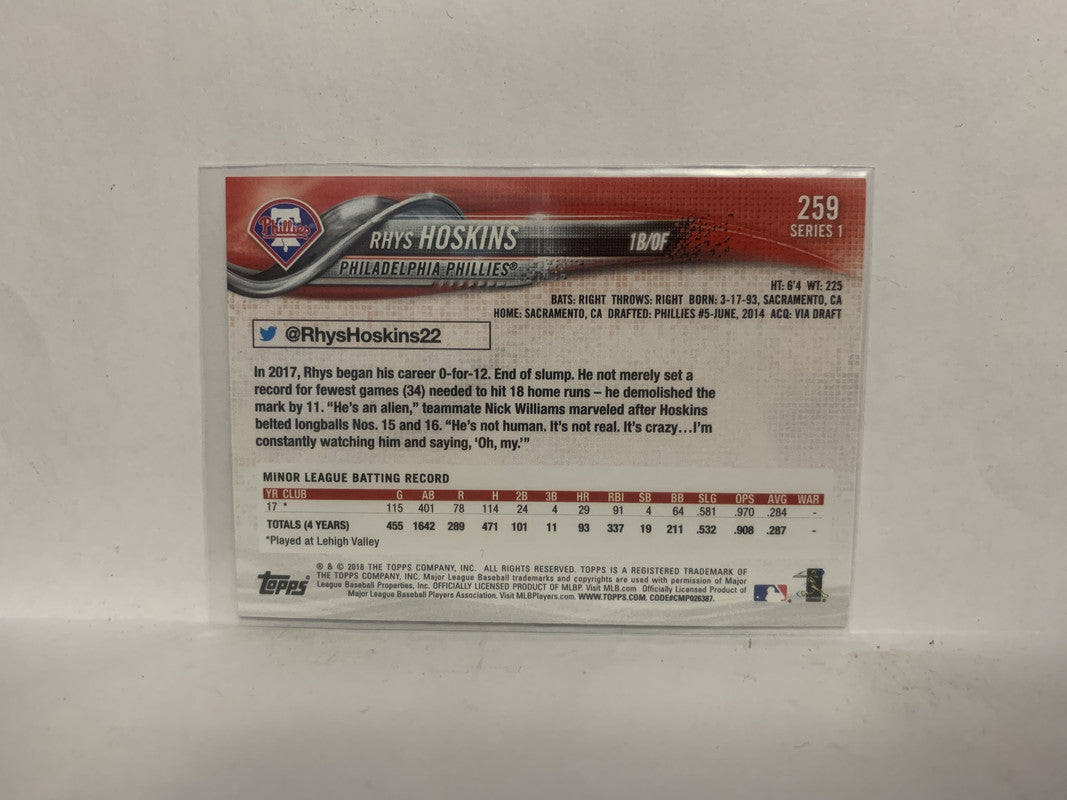 Phillies
RHYS HOSKINS 1B/OF
PHILADELPHIA PHILLIES®
259
SERIES 1
HT: 6'4 WT: 225
BATS: RIGHT THROWS: RIGHT BORN: 3-17-93, SACRAMENTO, CA
HOME: SACRAMENTO, CA DRAFTED: PHILLIES #5-JUNE, 2014 ACQ: VIA DRAFT
@RhysHoskins22
In 2017, Rhys began his career 0-for-12. End of slump. He not merely set a
record for fewest games (34) needed to hit 18 home runs – he demolished the
mark by 11. “He's an alien,” teammate Nick Williams marveled after Hoskins
belted longballs Nos. 15 and 16. “He's not human. It's not real. It's crazy...I'm
constantly watching him and saying, ‘Oh, my.’”
MINOR LEAGUE BATTING RECORD
YR CLUB G AB R H 2B 3B HR RBI SB BB SLG OPS AVG WAR
17 * 115 401 78 114 24 4 29 91 4 64 .581 .970 .284 -
TOTALS (4 YEARS) 455 1642 289 471 101 11 93 337 19 211 .532 .908 .287 -
*Played at Lehigh Valley
topps
® & © 2018 THE TOPPS COMPANY, INC. ALL RIGHTS RESERVED. TOPPS IS A REGISTERED TRADEMARK OF
THE TOPPS COMPANY, INC. Major League Baseball trademarks and copyrights are used with permission of Major
League Baseball Properties, Inc. OFFICIALLY LICENSED PRODUCT OF MLBP. Visit MLB.com Officially Licensed Product of
Major League Baseball Players Association. Visit MLBPlayers.com. WWW.TOPPS.COM. CODE#CMP026387.